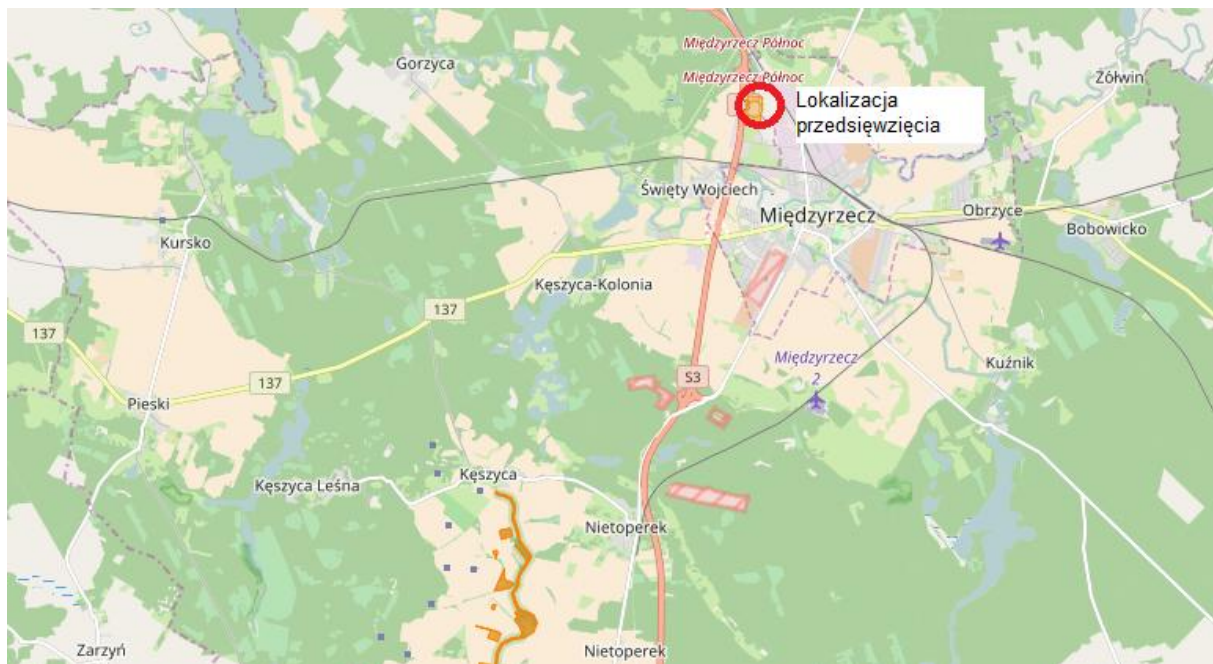 Międzyrzecz Północ
Gorzyca
Międzyrzecz Północ
Żółwin
Lokalizacja
przedsięwzięcia
Święty Wojciech
Międzyrzecz
Obrzyce
Bobowicko
Kursko
Kęszyca-Kolonia
137
137
Międzyrzecz
2
Kuźnik
S3
137
Pieski
Kęszyca
Kęszyca Leśna
Nietoperek
Zarzyń
Nietoperek